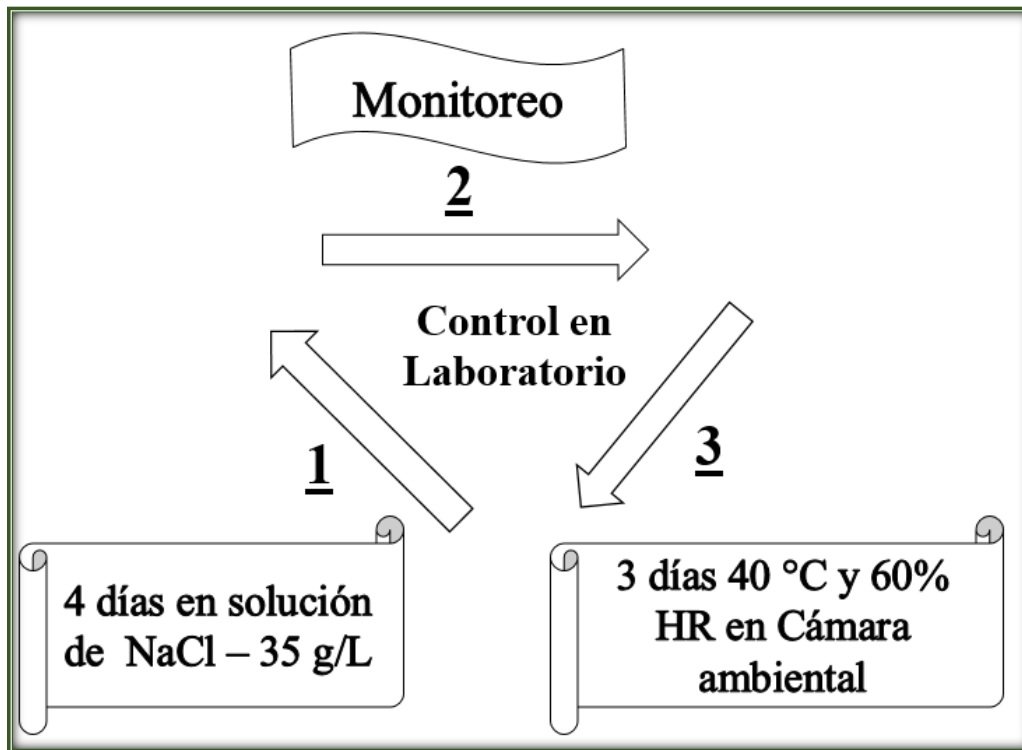 Monitoreo
2
Control en
Laboratorio
1
3
4 días en solución
de NaCl – 35 g/L
3 días 40 °C y 60%
HR en Cámara
ambiental